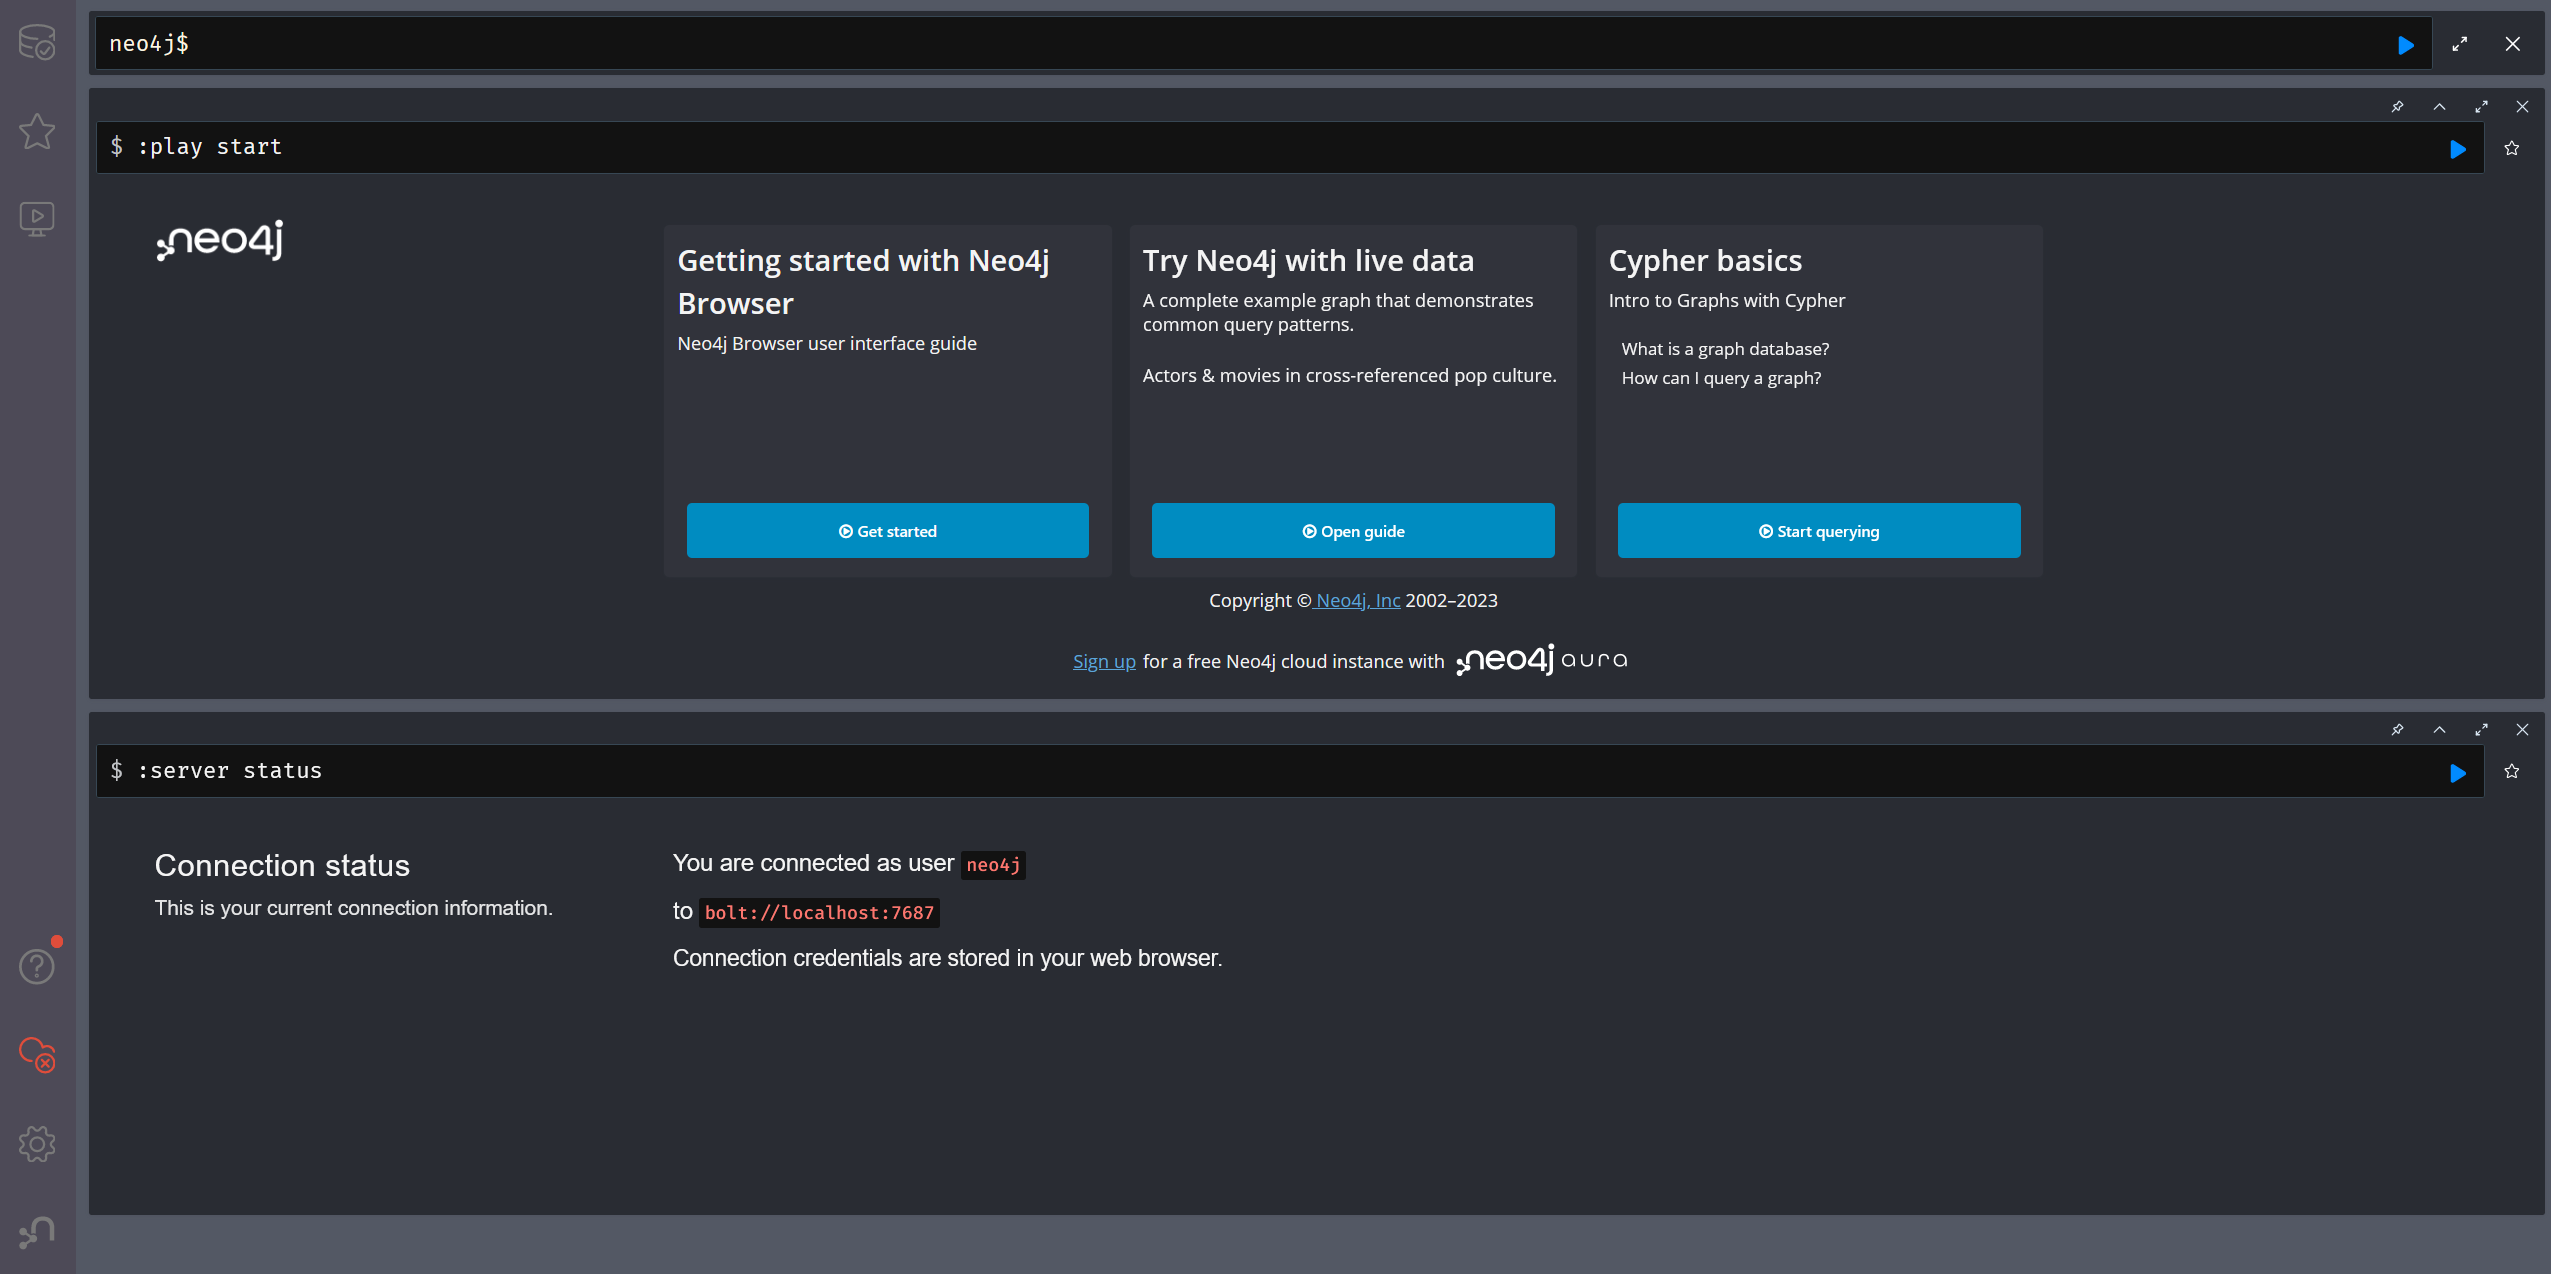 neo4j$
$ :play start
neo4j
Getting started with Neo4j
Browser
Neo4j Browser user interface guide
Get started
Try Neo4j with live data
A complete example graph that demonstrates
common query patterns.
Actors & movies in cross-referenced pop culture.
Open guide
Cypher basics
Intro to Graphs with Cypher
What is a graph database?
How can I query a graph?
Start querying
Copyright © Neo4j, Inc 2002–2023
Sign up for a free Neo4j cloud instance with neo4j aura
$ :server status
Connection status
This is your current connection information.
You are connected as user neo4j
to bolt://localhost:7687
Connection credentials are stored in your web browser.